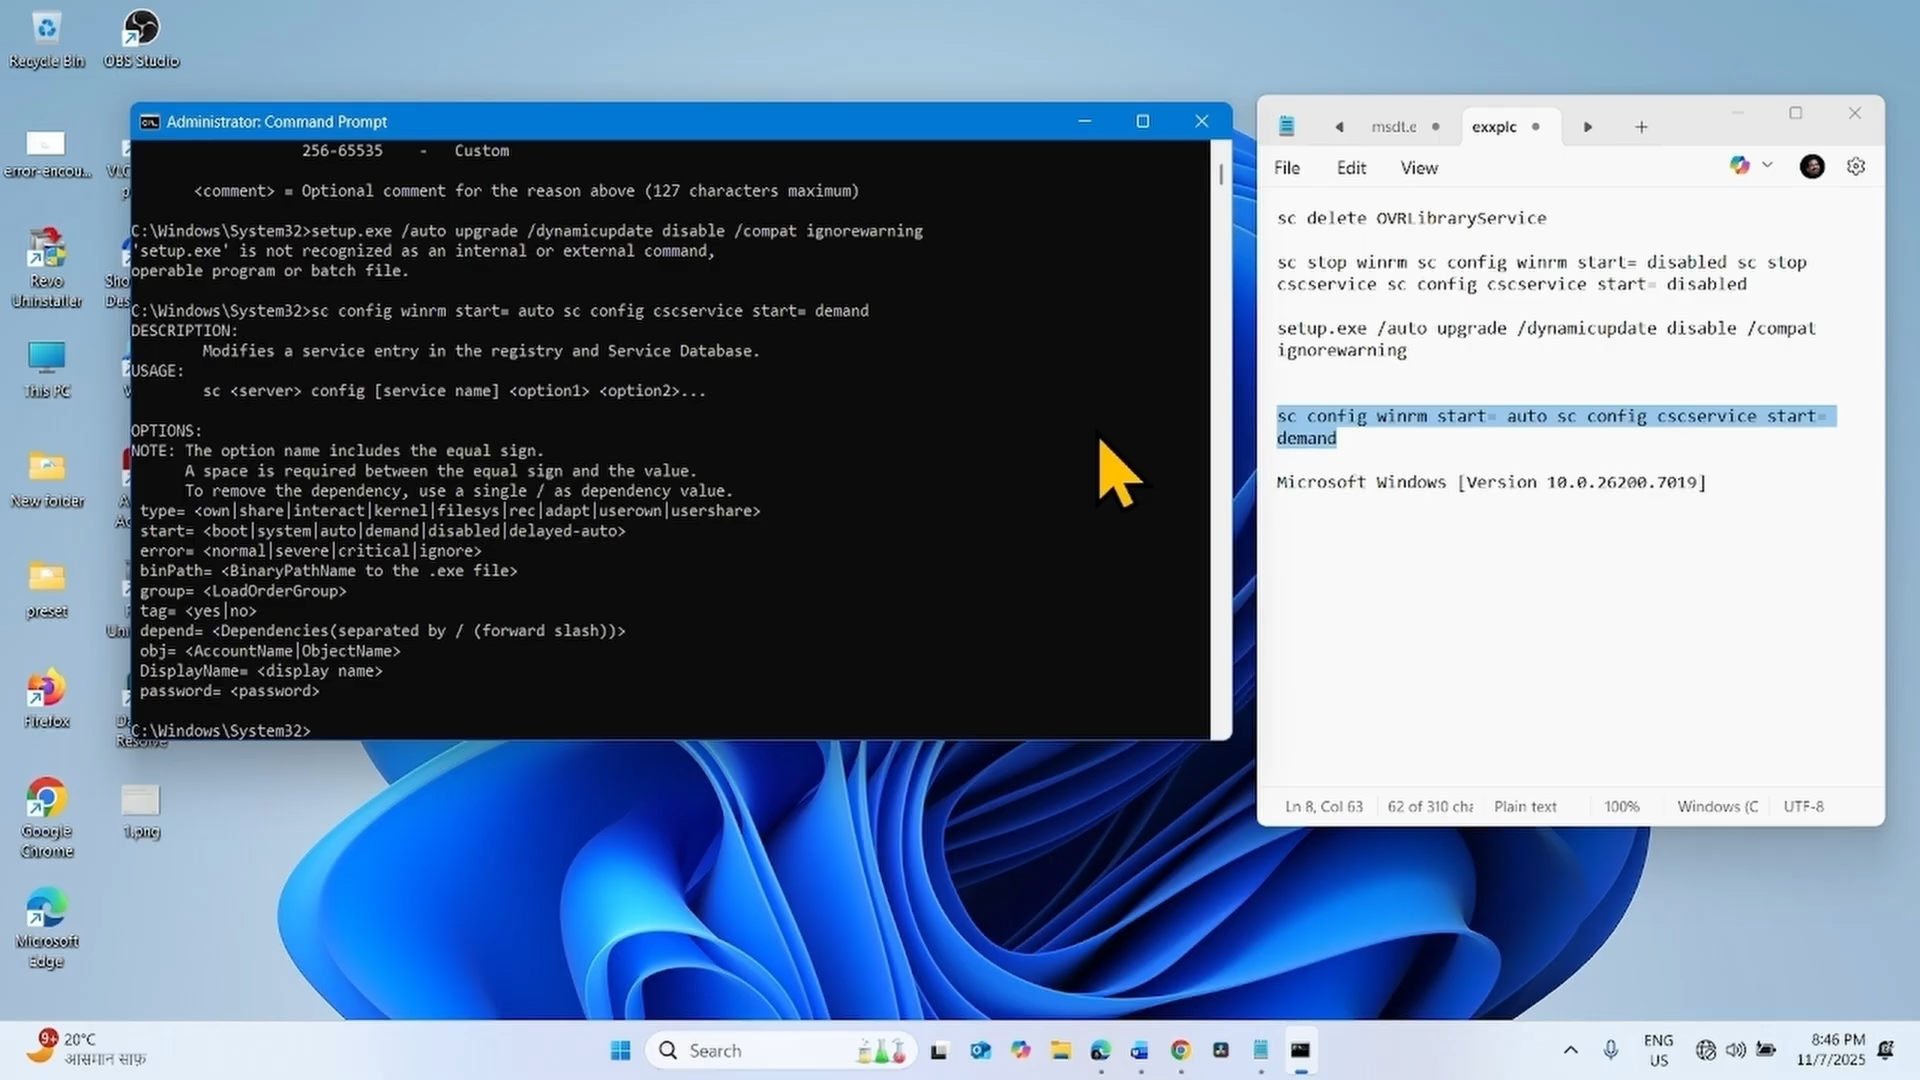 Recycle Bin
OBS Studio
error-encou...
Revo
Uninstaller
This PC
New folder
preset
Firefox
Google
Chrome
1.png
Microsoft
Edge
Administrator: Command Prompt
256-65535    -   Custom
<comment> = Optional comment for the reason above (127 characters maximum)
C:\Windows\System32>setup.exe /auto upgrade /dynamicupdate disable /compat ignorewarning
'setup.exe' is not recognized as an internal or external command,
operable program or batch file.
C:\Windows\System32>sc config winrm start= auto sc config cscservice start= demand
DESCRIPTION:
Modifies a service entry in the registry and Service Database.
USAGE:
sc <server> config [service name] <option1> <option2>...
OPTIONS:
NOTE: The option name includes the equal sign.
A space is required between the equal sign and the value.
To remove the dependency, use a single / as dependency value.
type= <own|share|interact|kernel|filesys|rec|adapt|userown|usershare>
start= <boot|system|auto|demand|disabled|delayed-auto>
error= <normal|severe|critical|ignore>
binPath= <BinaryPathName to the .exe file>
group= <LoadOrderGroup>
tag= <yes|no>
depend= <Dependencies(separated by / (forward slash))>
obj= <AccountName|ObjectName>
DisplayName= <display name>
password= <password>
C:\Windows\System32>
msdt.e
exxplc
File Edit View
sc delete OVRLibraryService
sc stop winrm sc config winrm start= disabled sc stop
cscservice sc config cscservice start= disabled
setup.exe /auto upgrade /dynamicupdate disable /compat
ignorewarning
sc config winrm start= auto sc config cscservice start=
demand
Microsoft Windows [Version 10.0.26200.7019]
Ln 8, Col 63 62 of 310 cha Plain text 100% Windows (C UTF-8
9+
20°C
आसमान साफ़
Search
ENG
US
8:46 PM
11/7/2025